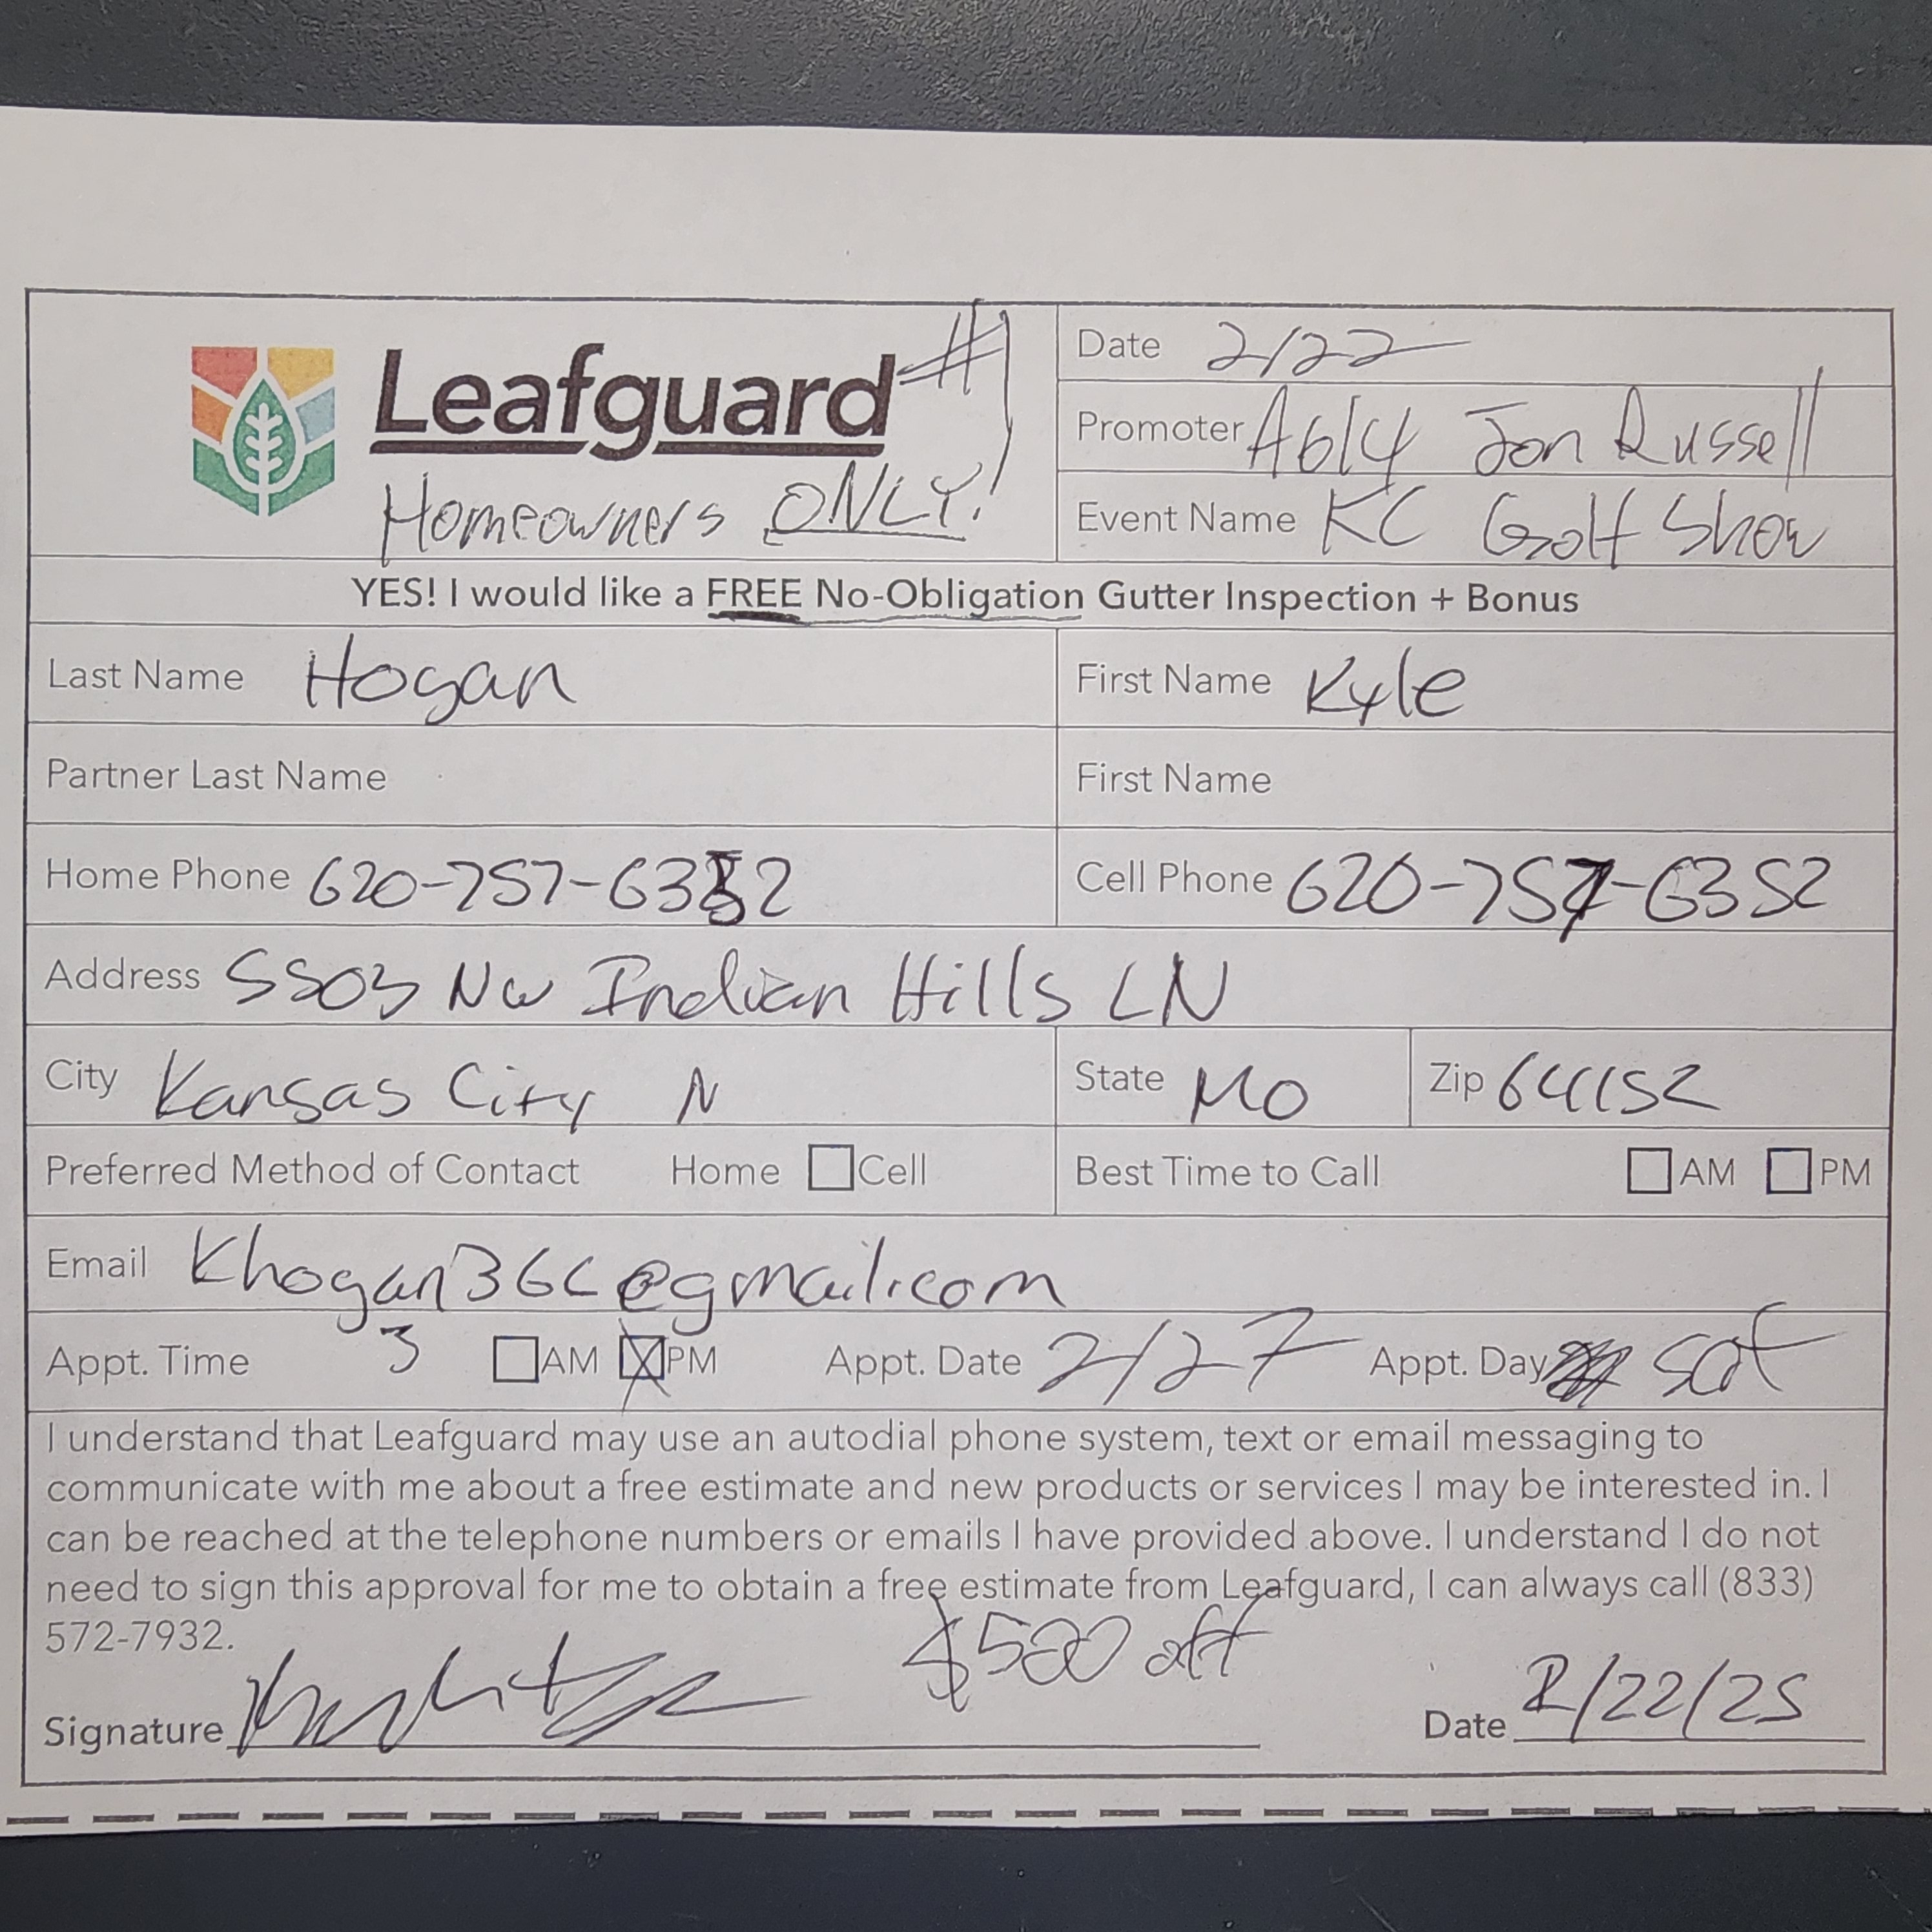 Leafguard #1
Homeowners ONLY!
Date 2/22
Promoter A614 Jon Russell
Event Name KC Golf Show
YES! I would like a FREE No-Obligation Gutter Inspection + Bonus
Last Name Hogan
First Name Kyle
Partner Last Name
First Name
Home Phone 620-757-6352
Cell Phone 620-757-6352
Address 5503 NW Indian Hills LN
City Kansas City N
State MO
Zip 64152
Preferred Method of Contact Home Cell
Best Time to Call AM PM
Email Khogan366@gmail.com
Appt. Time 3 AM PM Appt. Date 2/27 Appt. Day sat
I understand that Leafguard may use an autodial phone system, text or email messaging to
communicate with me about a free estimate and new products or services I may be interested in. I
can be reached at the telephone numbers or emails I have provided above. I understand I do not
need to sign this approval for me to obtain a free estimate from Leafguard, I can always call (833)
572-7932.
$500 off
Signature
Date 2/22/25